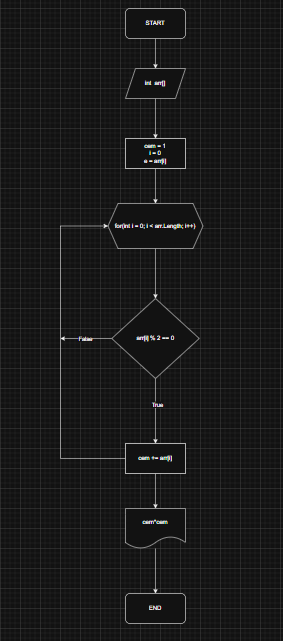 START
int arr[]
cem = 1
i = 0
e = arr[i]
for(int i = 0; i < arr.Length; i++)
arr[i] % 2 == 0
False
True
cem += arr[i]
cem*cem
END